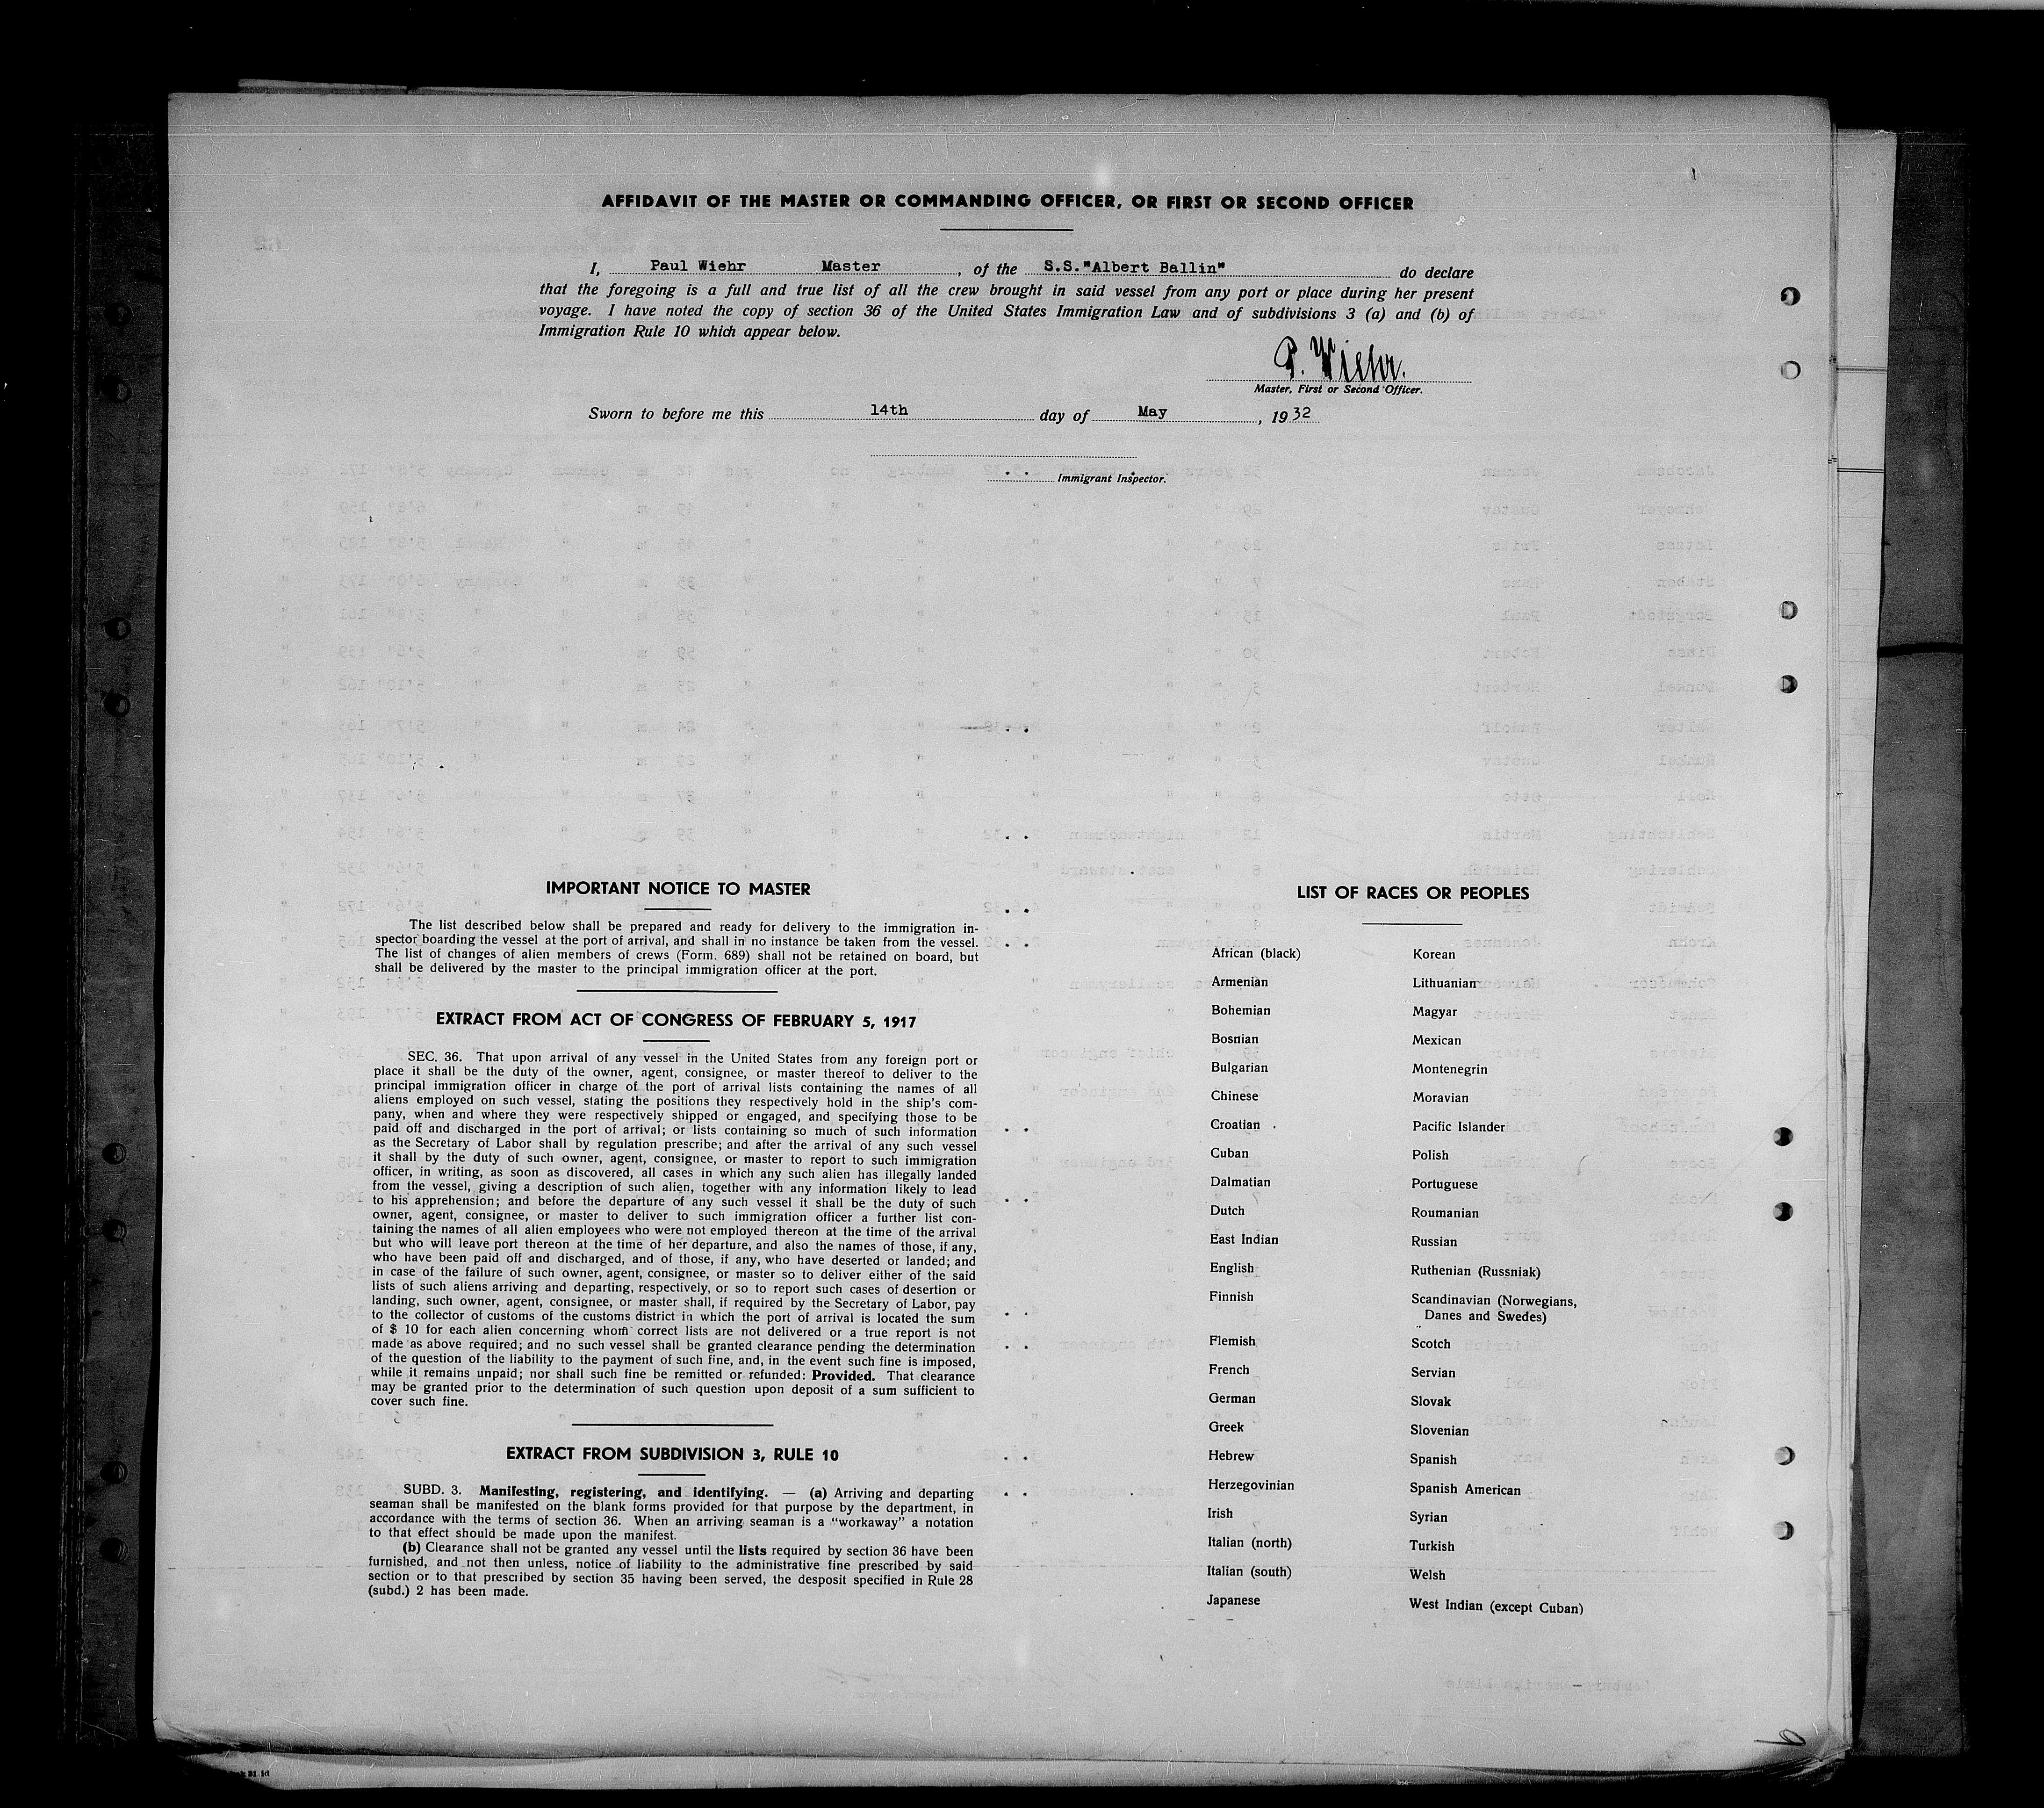 AFFIDAVIT OF THE MASTER OR COMMANDING OFFICER, OR FIRST OR SECOND OFFICER
I, Paul Wiehr Master, of the S.S."Albert Ballin" do declare
that the foregoing is a full and true list of all the crew brought in said vessel from any port or place during her present
voyage. I have noted the copy of section 36 of the United States Immigration Law and of subdivisions 3 (a) and (b) of
Immigration Rule 10 which appear below.
P. Wiehr.
Master, First or Second Officer.
Sworn to before me this 14th day of May, 1932
Immigrant Inspector.
IMPORTANT NOTICE TO MASTER
The list described below shall be prepared and ready for delivery to the immigration in-
spector boarding the vessel at the port of arrival, and shall in no instance be taken from the vessel.
The list of changes of alien members of crews (Form. 689) shall not be retained on board, but
shall be delivered by the master to the principal immigration officer at the port.
EXTRACT FROM ACT OF CONGRESS OF FEBRUARY 5, 1917
SEC. 36. That upon arrival of any vessel in the United States from any foreign port or
place it shall be the duty of the owner, agent, consignee, or master thereof to deliver to the
principal immigration officer in charge of the port of arrival lists containing the names of all
aliens employed on such vessel, stating the positions they respectively hold in the ship's com-
pany, when and where they were respectively shipped or engaged, and specifying those to be
paid off and discharged in the port of arrival; or lists containing so much of such information
as the Secretary of Labor shall by regulation prescribe; and after the arrival of any such vessel
it shall by the duty of such owner, agent, consignee, or master to report to such immigration
officer, in writing, as soon as discovered, all cases in which any such alien has illegally landed
from the vessel, giving a description of such alien, together with any information likely to lead
to his apprehension; and before the departure of any such vessel it shall be the duty of such
owner, agent, consignee, or master to deliver to such immigration officer a further list con-
taining the names of all alien employees who were not employed thereon at the time of the arrival
but who will leave port thereon at the time of her departure, and also the names of those, if any,
who have been paid off and discharged, and of those, if any, who have deserted or landed; and
in case of the failure of such owner, agent, consignee, or master so to deliver either of the said
lists of such aliens arriving and departing, respectively, or so to report such cases of desertion or
landing, such owner, agent, consignee, or master shall, if required by the Secretary of Labor, pay
to the collector of customs of the customs district in which the port of arrival is located the sum
of $ 10 for each alien concerning whom correct lists are not delivered or a true report is not
made as above required; and no such vessel shall be granted clearance pending the determination
of the question of the liability to the payment of such fine, and, in the event such fine is imposed,
while it remains unpaid; nor shall such fine be remitted or refunded: Provided. That clearance
may be granted prior to the determination of such question upon deposit of a sum sufficient to
cover such fine.
EXTRACT FROM SUBDIVISION 3, RULE 10
SUBD. 3. Manifesting, registering, and identifying. — (a) Arriving and departing
seaman shall be manifested on the blank forms provided for that purpose by the department, in
accordance with the terms of section 36. When an arriving seaman is a "workaway" a notation
to that effect should be made upon the manifest.
(b) Clearance shall not be granted any vessel until the lists required by section 36 have been
furnished, and not then unless, notice of liability to the administrative fine prescribed by said
section or to that prescribed by section 35 having been served, the desposit specified in Rule 28
(subd.) 2 has been made.
LIST OF RACES OR PEOPLES
African (black)
Armenian
Bohemian
Bosnian
Bulgarian
Chinese
Croatian
Cuban
Dalmatian
Dutch
East Indian
English
Finnish
Flemish
French
German
Greek
Hebrew
Herzegovinian
Irish
Italian (north)
Italian (south)
Japanese
Korean
Lithuanian
Magyar
Mexican
Montenegrin
Moravian
Pacific Islander
Polish
Portuguese
Roumanian
Russian
Ruthenian (Russniak)
Scandinavian (Norwegians,
Danes and Swedes)
Scotch
Servian
Slovak
Slovenian
Spanish
Spanish American
Syrian
Turkish
Welsh
West Indian (except Cuban)